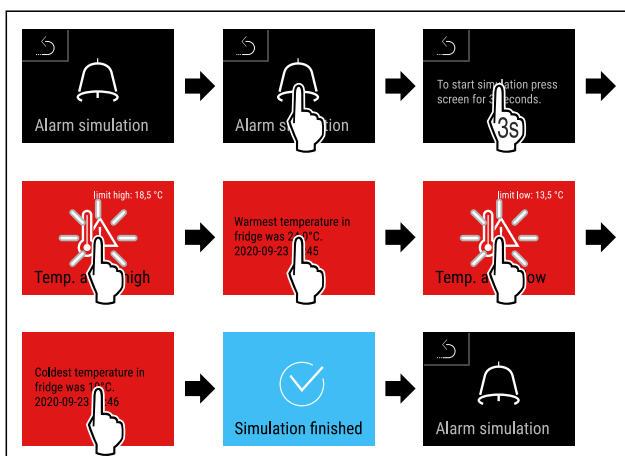 Alarm simulation
Alarm
To start simulation press
screen for 3 seconds.
3s
limit high: 18,5 °C
Temp. high
Warmest temperature in
fridge was °C.
2020-09-23 45
limit low: 13,5 °C
Temp.
Coldest temperature in
fridge was °C.
2020-09-23 46
Simulation finished
Alarm simulation